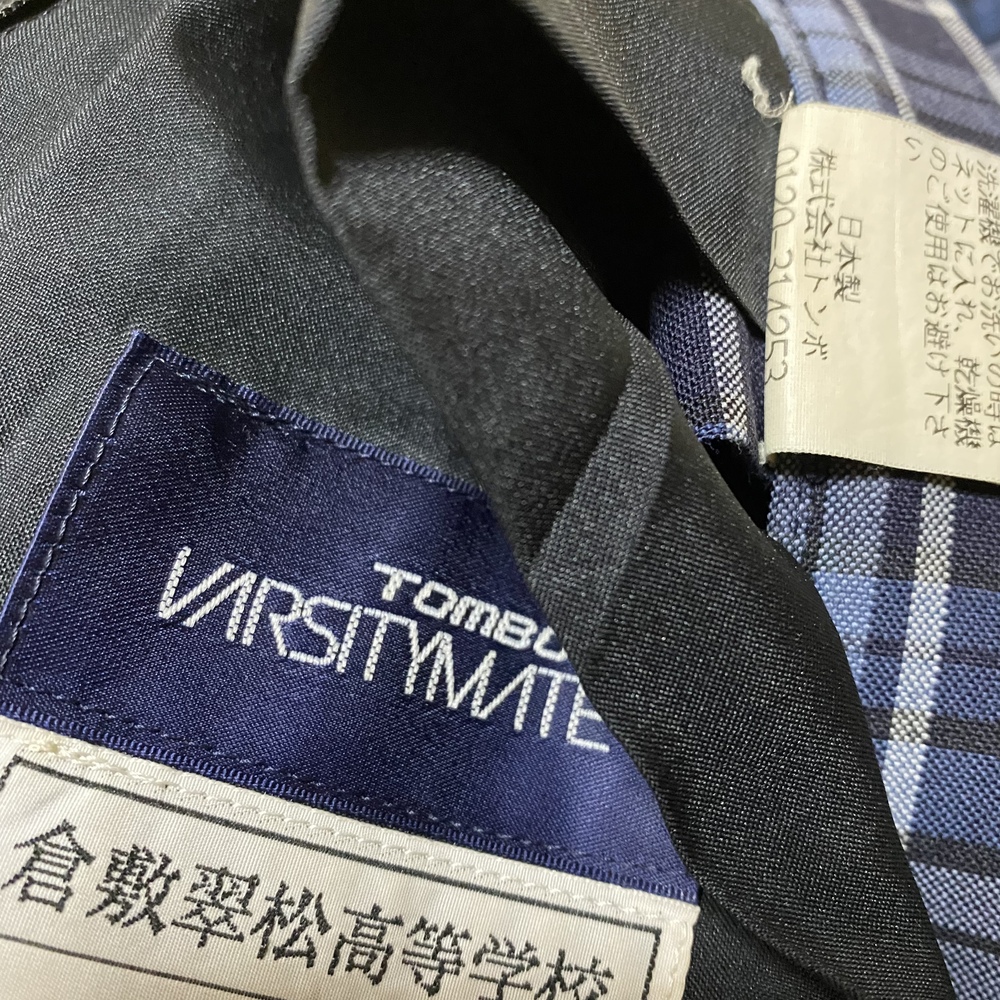 TOMBO
VARSITYMATE
倉敷翠松高等学校
洗濯機でお洗いの時は
ネットに入れ、乾燥機
のご使用はお避け下さ
い
日本製
株式会社トンボ
0120-314253